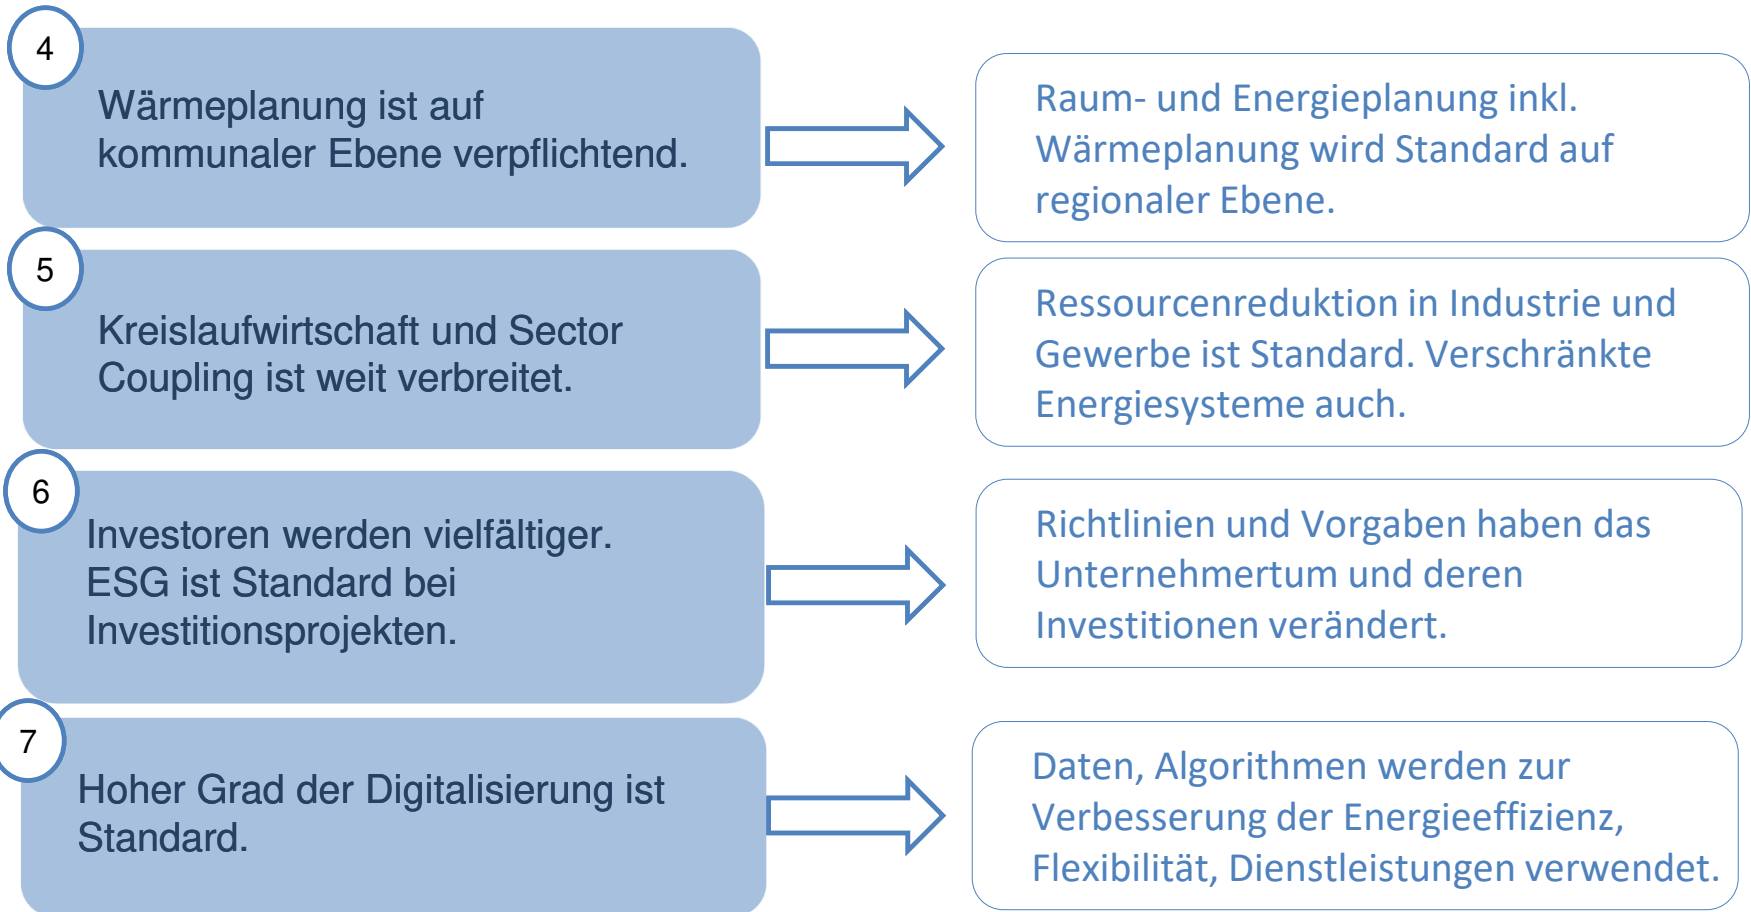 4
Wärmeplanung ist auf
kommunaler Ebene verpflichtend.
Raum- und Energieplanung inkl.
Wärmeplanung wird Standard auf
regionaler Ebene.
5
Kreislaufwirtschaft und Sector
Coupling ist weit verbreitet.
Ressourcenreduktion in Industrie und
Gewerbe ist Standard. Verschränkte
Energiesysteme auch.
6
Investoren werden vielfältiger.
ESG ist Standard bei
Investitionsprojekten.
Richtlinien und Vorgaben haben das
Unternehmertum und deren
Investitionen verändert.
7
Hoher Grad der Digitalisierung ist
Standard.
Daten, Algorithmen werden zur
Verbesserung der Energieeffizienz,
Flexibilität, Dienstleistungen verwendet.